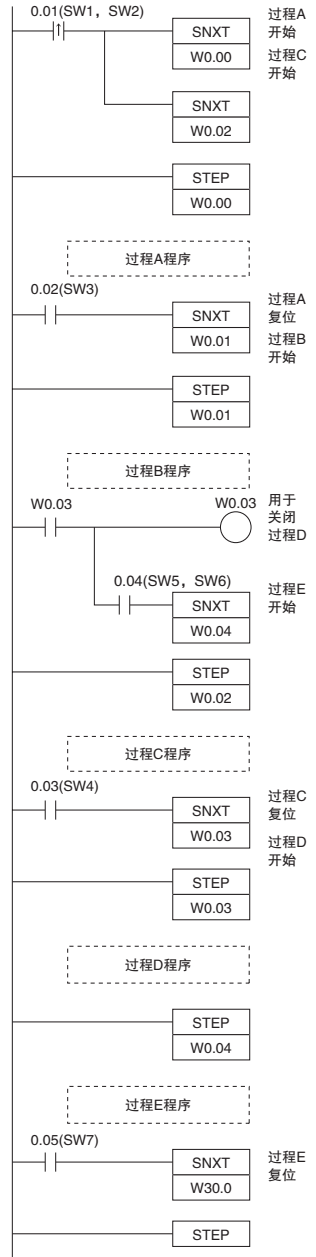 0.01(SW1，SW2)
SNXT
W0.00
过程A
开始
过程C
开始
SNXT
W0.02
STEP
W0.00
过程A程序
0.02(SW3)
SNXT
W0.01
过程A
复位
过程B
开始
STEP
W0.01
过程B程序
W0.03
W0.03
用于
关闭
过程D
0.04(SW5，SW6)
SNXT
W0.04
过程E
开始
STEP
W0.02
过程C程序
0.03(SW4)
SNXT
W0.03
过程C
复位
过程D
开始
STEP
W0.03
过程D程序
STEP
W0.04
过程E程序
0.05(SW7)
SNXT
W30.0
过程E
复位
STEP